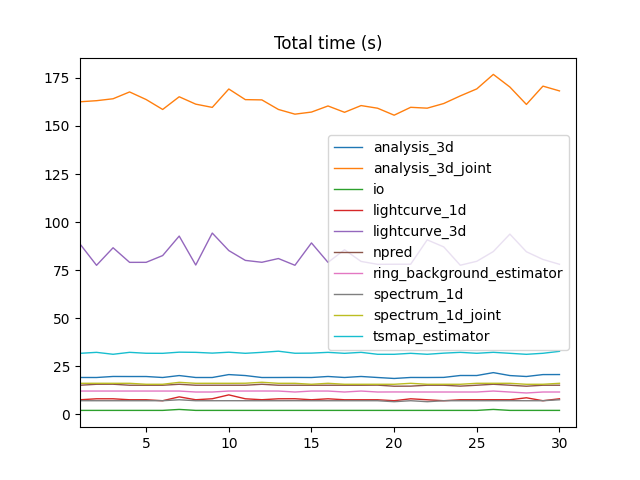 Total time (s)
175
150
125
100
75
50
25
0
5
10
15
20
25
30
analysis_3d
analysis_3d_joint
io
lightcurve_1d
lightcurve_3d
npred
ring_background_estimator
spectrum_1d
spectrum_1d_joint
tsmap_estimator